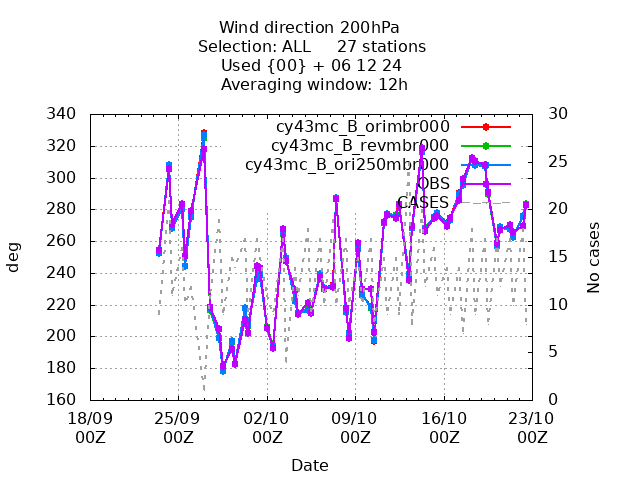 Wind direction 200hPa
Selection: ALL 27 stations
Used {00} + 06 12 24
Averaging window: 12h
340 30
cy43mc_B_orimbr000
320
cy43mc_B_revmbr000
25
300
cy43mc_B_ori250mbr000
280
OBS
20
CASES
260
15
240
220
10
200
5
180
160 0
deg
No cases
18/09 25/09 02/10 09/10 16/10 23/10
00Z 00Z 00Z 00Z 00Z 00Z
Date